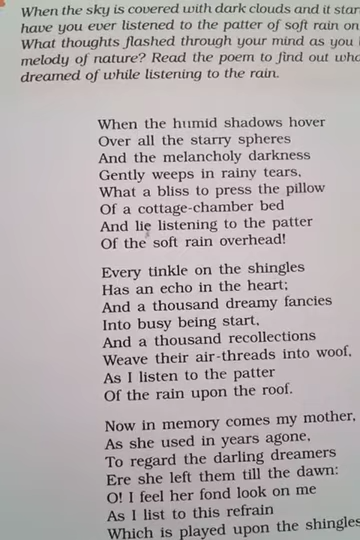 When the sky is covered with dark clouds and it star
have you ever listened to the patter of soft rain on
What thoughts flashed through your mind as you
melody of nature? Read the poem to find out wha
dreamed of while listening to the rain.
When the humid shadows hover
Over all the starry spheres
And the melancholy darkness
Gently weeps in rainy tears,
What a bliss to press the pillow
Of a cottage-chamber bed
And lie listening to the patter
Of the soft rain overhead!
Every tinkle on the shingles
Has an echo in the heart;
And a thousand dreamy fancies
Into busy being start,
And a thousand recollections
Weave their air-threads into woof,
As I listen to the patter
Of the rain upon the roof.
Now in memory comes my mother,
As she used in years agone,
To regard the darling dreamers
Ere she left them till the dawn:
O! I feel her fond look on me
As I list to this refrain
Which is played upon the shingles